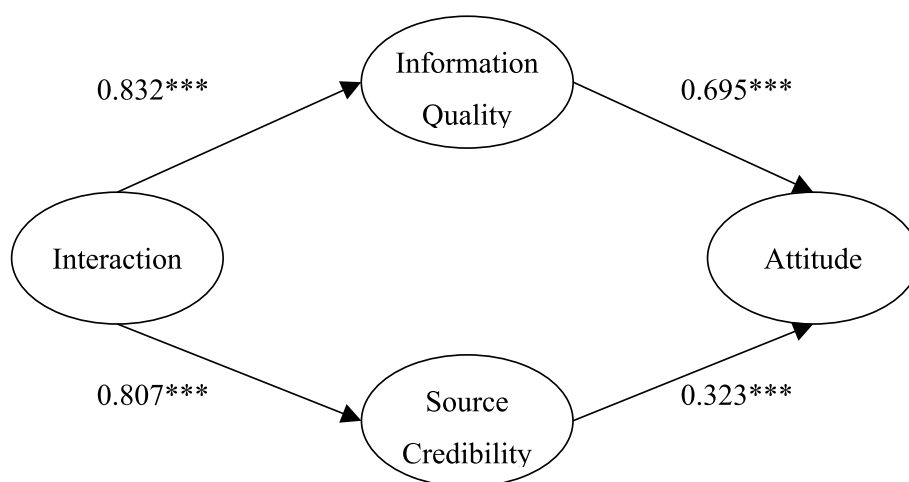 Information
Quality
0.832***
0.695***
Interaction
Attitude
0.807***
0.323***
Source
Credibility